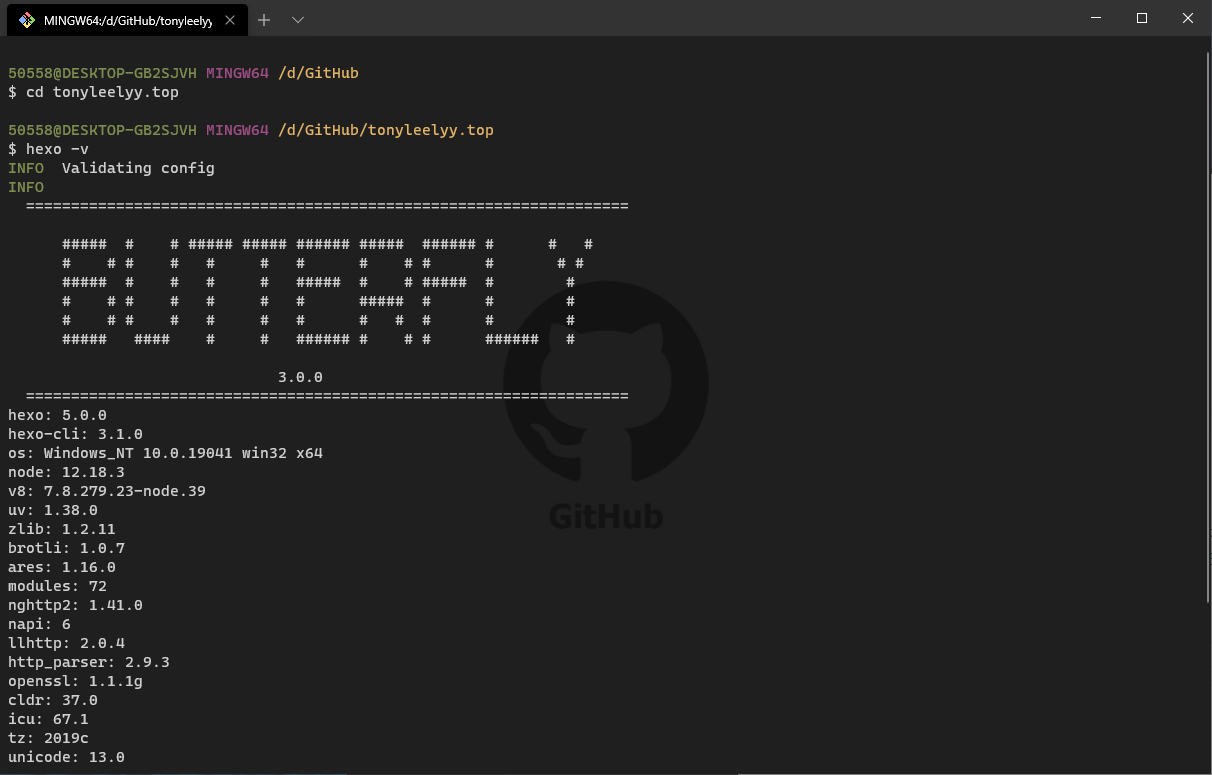 MINGW64:/d/GitHub/tonyleelyy
50558@DESKTOP-GB2SJVH MINGW64 /d/GitHub
$ cd tonyleelyy.top
50558@DESKTOP-GB2SJVH MINGW64 /d/GitHub/tonyleelyy.top
$ hexo -v
INFO  Validating config
INFO
  ===================================================================
      #####  #    # ##### ##### ###### #####  ###### #      #   #
      #    # #    #   #     #   #      #    # #      #       # #
      #####  #    #   #     #   #####  #    # #####  #        #
      #    # #    #   #     #   #      #####  #      #        #
      #    # #    #   #     #   #      #   #  #      #        #
      #####   ####    #     #   ###### #    # #      ######   #
                              3.0.0
  ===================================================================
hexo: 5.0.0
hexo-cli: 3.1.0
os: Windows_NT 10.0.19041 win32 x64
node: 12.18.3
v8: 7.8.279.23-node.39
uv: 1.38.0
zlib: 1.2.11
brotli: 1.0.7
ares: 1.16.0
modules: 72
nghttp2: 1.41.0
napi: 6
llhttp: 2.0.4
http_parser: 2.9.3
openssl: 1.1.1g
cldr: 37.0
icu: 67.1
tz: 2019c
unicode: 13.0
GitHub